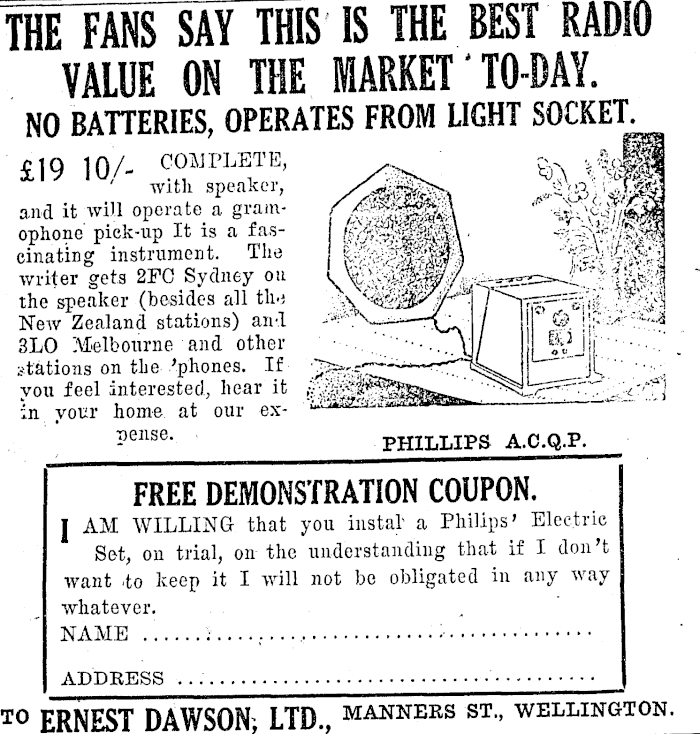 THE FANS SAY THIS IS THE BEST RADIO
VALUE ON THE MARKET TO-DAY.
NO BATTERIES, OPERATES FROM LIGHT SOCKET.
£19 10/- COMPLETE,
with speaker,
and it will operate a gram-
ophone pick-up It is a fas-
cinating instrument. The
writer gets 2FC Sydney on
the speaker (besides all the
New Zealand stations) and
3LO Melbourne and other
stations on the 'phones. If
you feel interested, hear it
in your home at our ex-
pense.
PHILLIPS A.C.Q.P.
FREE DEMONSTRATION COUPON.
I AM WILLING that you instal a Philips' Electric
Set, on trial, on the understanding that if I don't
want to keep it I will not be obligated in any way
whatever.
NAME ..............................................
ADDRESS ..........................................
TO ERNEST DAWSON, LTD., MANNERS ST., WELLINGTON.